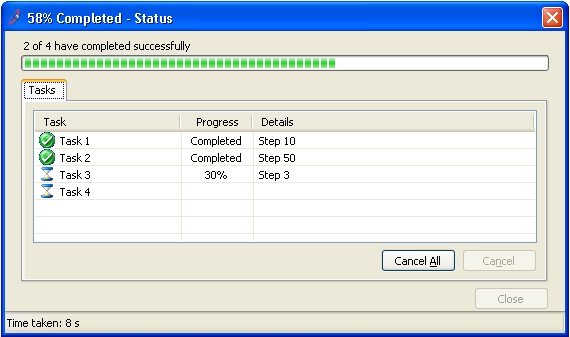 58% Completed - Status
2 of 4 have completed successfully
Tasks
Task Progress Details
Task 1 Completed Step 10
Task 2 Completed Step 50
Task 3 30% Step 3
Task 4
Cancel All Cancel
Close
Time taken: 8 s